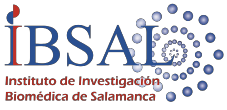 iBSAL
Instituto de Investigación
Biomédica de Salamanca